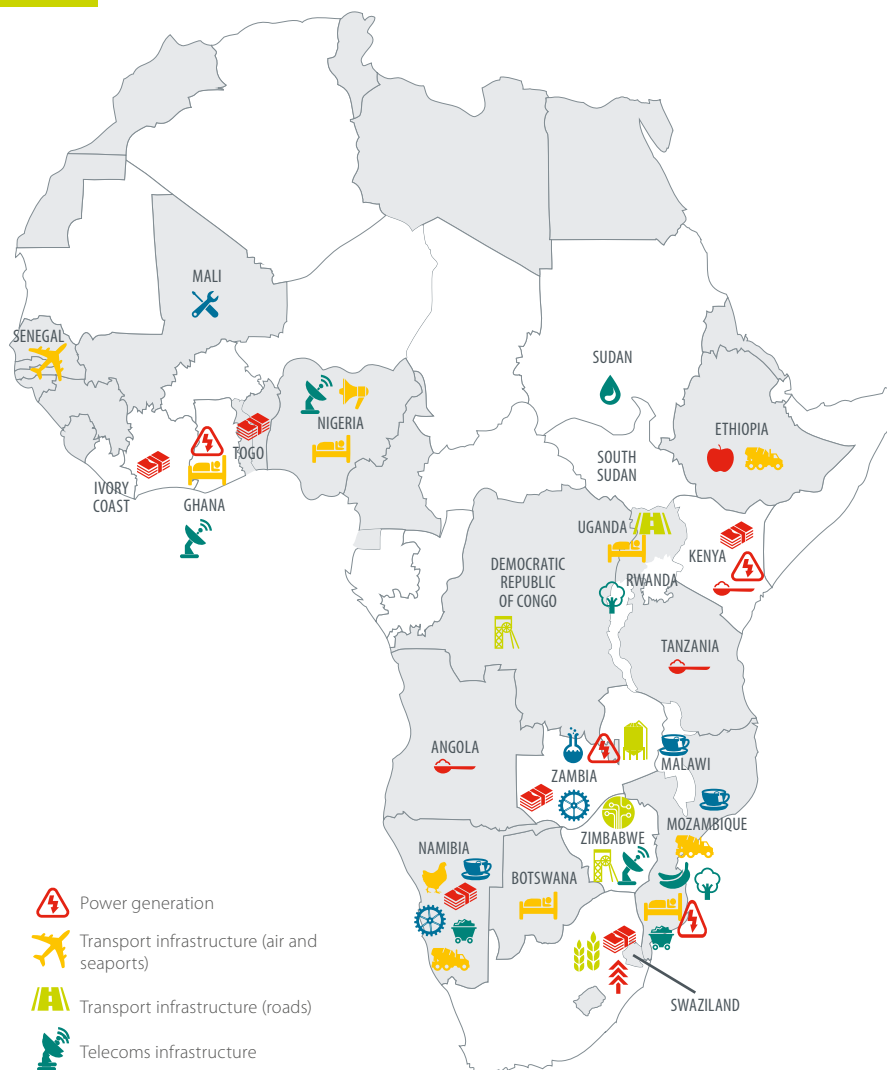 MALI
SENEGAL
SUDAN
NIGERIA
ETHIOPIA
TOGO
SOUTH
SUDAN
IVORY
COAST
GHANA
UGANDA
KENYA
DEMOCRATIC
REPUBLIC
OF CONGO
RWANDA
TANZANIA
ANGOLA
MALAWI
ZAMBIA
MOZAMBIQUE
ZIMBABWE
NAMIBIA
BOTSWANA
SWAZILAND
Power generation
Transport infrastructure (air and
seaports)
Transport infrastructure (roads)
Telecoms infrastructure